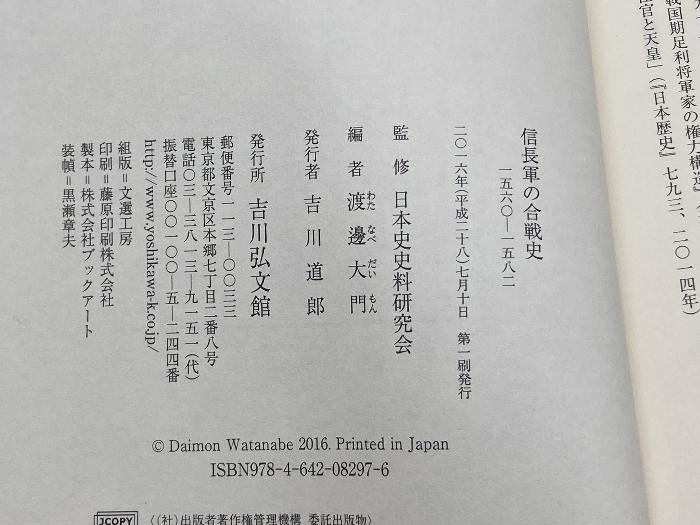 戦国期足利将軍家の権力構造
官と天皇」(『日本歴史』七九三、二〇一四年)
信長軍の合戦史
一五六〇―一五八二
二〇一六年(平成二十八)七月十日 第一刷発行
監修 日本史史料研究会
編者 渡邊大門
わた なべ だい もん
発行者 吉川道郎
発行所 吉川弘文館
郵便番号一一三―〇〇三三
東京都文京区本郷七丁目二番八号
電話〇三―三八一三―九一五一(代)
振替口座〇〇一〇〇―五―二四四番
http://www.yoshikawa-k.co.jp/
組版=文選工房
印刷=藤原印刷株式会社
製本=株式会社ブックアート
装幀=黒瀬章夫
© Daimon Watanabe 2016. Printed in Japan
ISBN978-4-642-08297-6
JCOPY 〈(社)出版者著作権管理機構 委託出版物〉